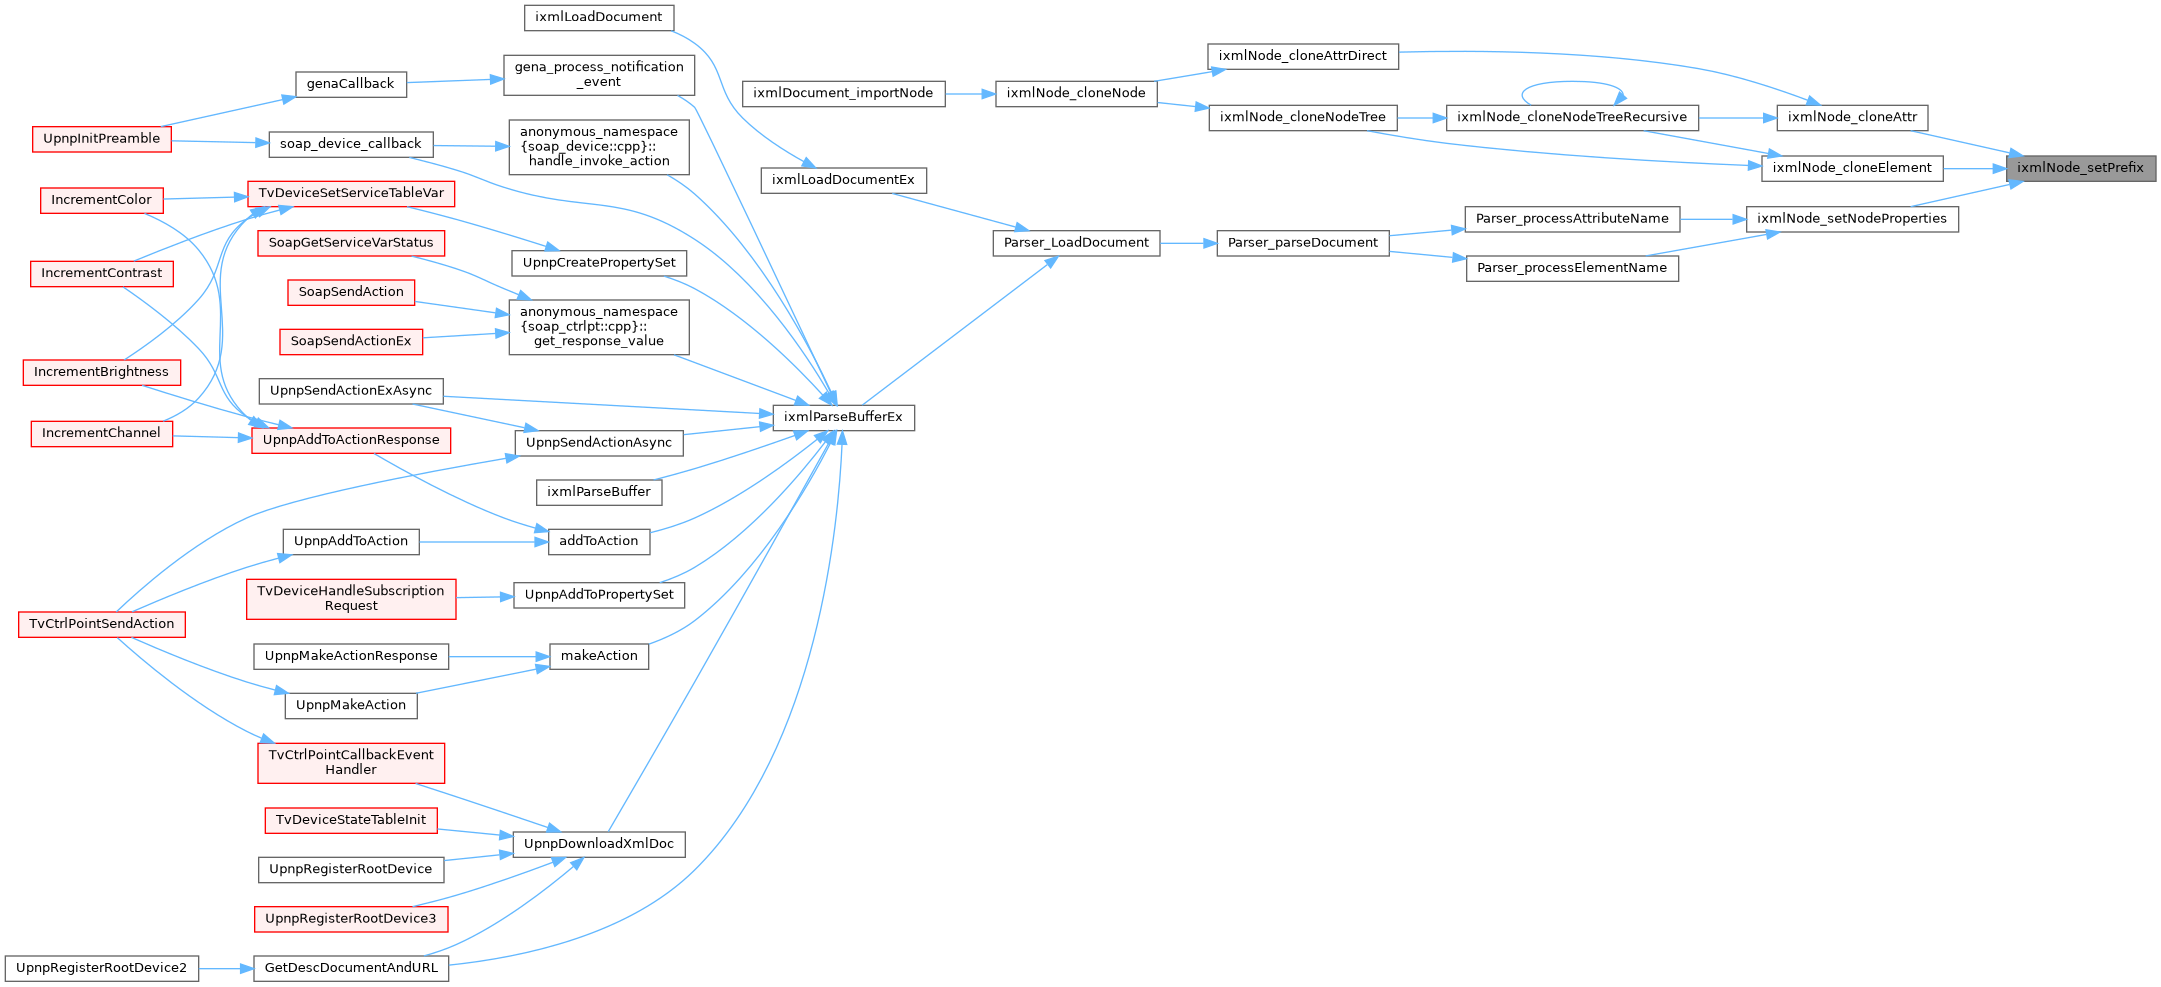 ixmlLoadDocument
gena_process_notification
_event
genaCallback
UpnpInitPreamble
anonymous_namespace
{soap_device::cpp}::
handle_invoke_action
soap_device_callback
TvDeviceSetServiceTableVar
IncrementColor
SoapGetServiceVarStatus
UpnpCreatePropertySet
IncrementContrast
SoapSendAction
anonymous_namespace
{soap_ctrlpt::cpp}::
get_response_value
SoapSendActionEx
IncrementBrightness
UpnpSendActionExAsync
IncrementChannel
UpnpAddToActionResponse
UpnpSendActionAsync
ixmlParseBuffer
UpnpAddToAction
addToAction
TvDeviceHandleSubscription
Request
UpnpAddToPropertySet
TvCtrlPointSendAction
UpnpMakeActionResponse
makeAction
UpnpMakeAction
TvCtrlPointCallbackEvent
Handler
TvDeviceStateTableInit
UpnpDownloadXmlDoc
UpnpRegisterRootDevice
UpnpRegisterRootDevice3
UpnpRegisterRootDevice2
GetDescDocumentAndURL
ixmlParseBufferEx
ixmlDocument_importNode
ixmlLoadDocumentEx
ixmlNode_cloneNode
Parser_LoadDocument
ixmlNode_cloneAttrDirect
ixmlNode_cloneNodeTree
Parser_parseDocument
ixmlNode_cloneNodeTreeRecursive
Parser_processAttributeName
Parser_processElementName
ixmlNode_cloneAttr
ixmlNode_cloneElement
ixmlNode_setNodeProperties
ixmlNode_setPrefix